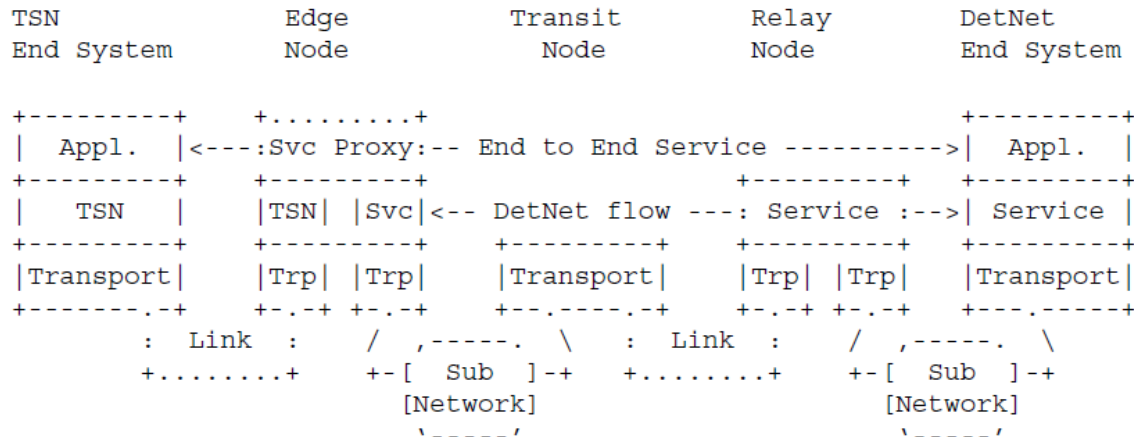 TSN            Edge          Transit        Relay        DetNet
End System     Node            Node         Node         End System

+---------+    +.........+                                 +---------+
|  Appl.  |<---:Svc Proxy:-- End to End Service ---------->|  Appl.  |
+---------+    +---------+                   +---------+   +---------+
|   TSN   |    |TSN| |Svc|<-- DetNet flow ---: Service :-->| Service |
+---------+    +---------+    +---------+    +---------+   +---------+
|Transport|    |Trp| |Trp|    |Transport|    |Trp| |Trp|   |Transport|
+-------.-+    +-.-+ +-.-+    +--.----.-+    +-.-+ +-.-+   +---.-----+
        :  Link  :    /  ,-----.  \   :  Link  :    /  ,-----.  \
        +........+    +-[  Sub  ]-+   +........+    +-[  Sub  ]-+
                        [Network]                     [Network]
                         `-----'                       `-----'